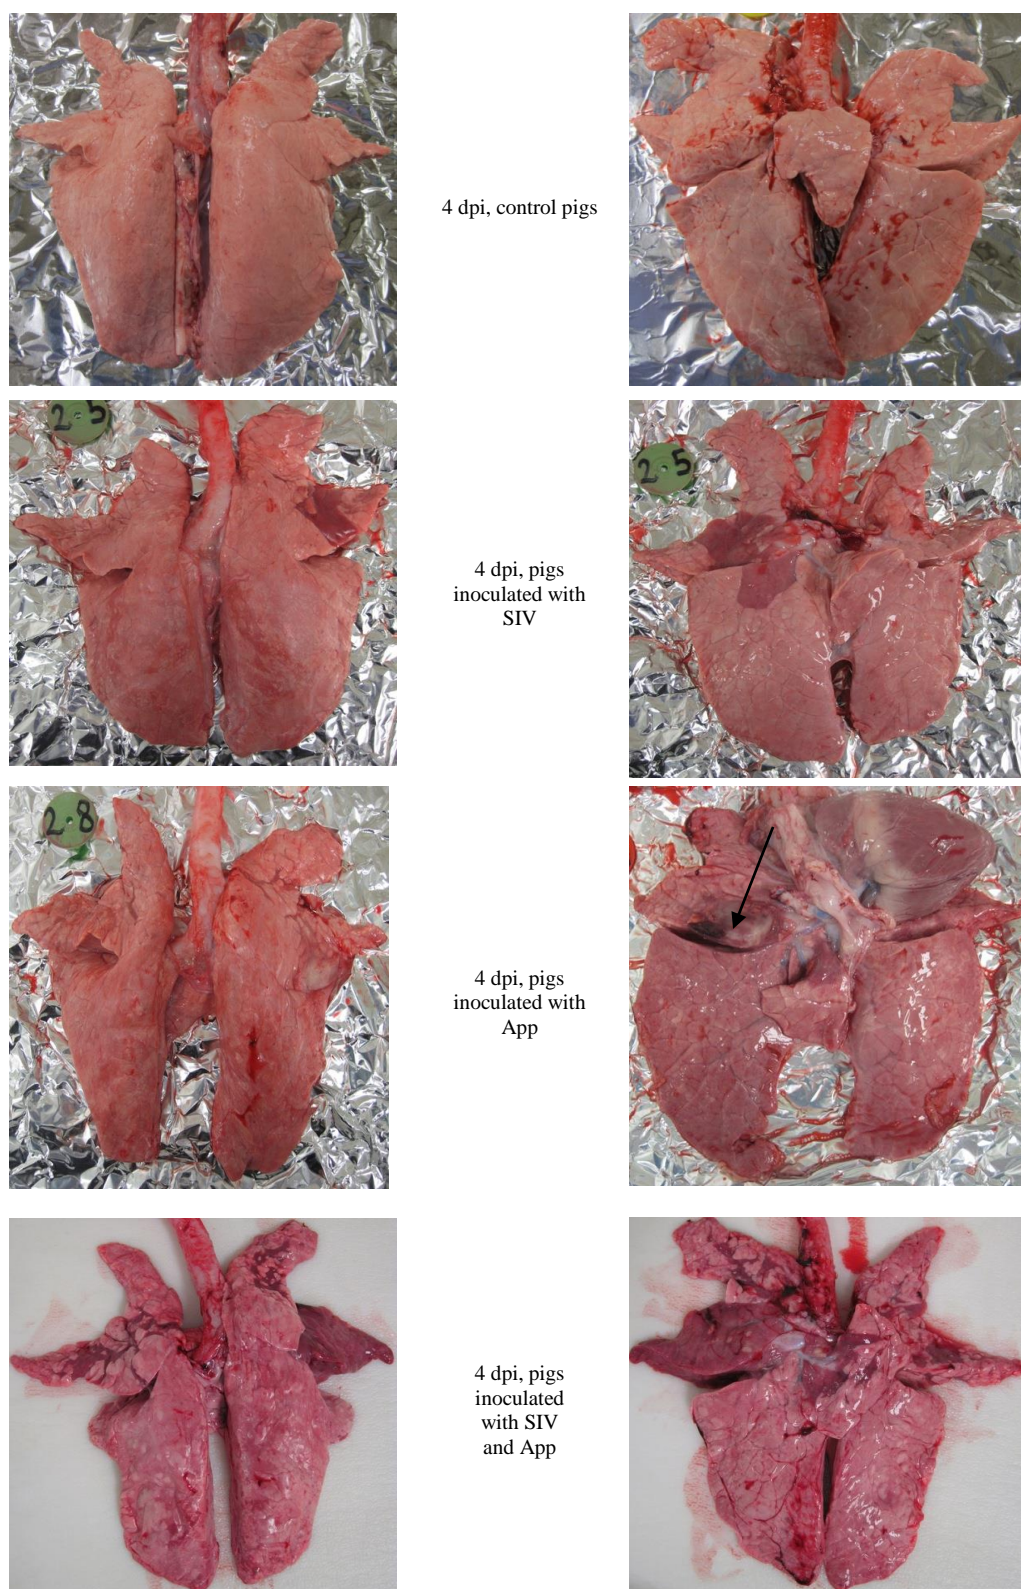 4 dpi, control pigs
2 5
2 5
4 dpi, pigs
inoculated with
SIV
2 8
4 dpi, pigs
inoculated with
App
4 dpi, pigs
inoculated
with SIV
and App